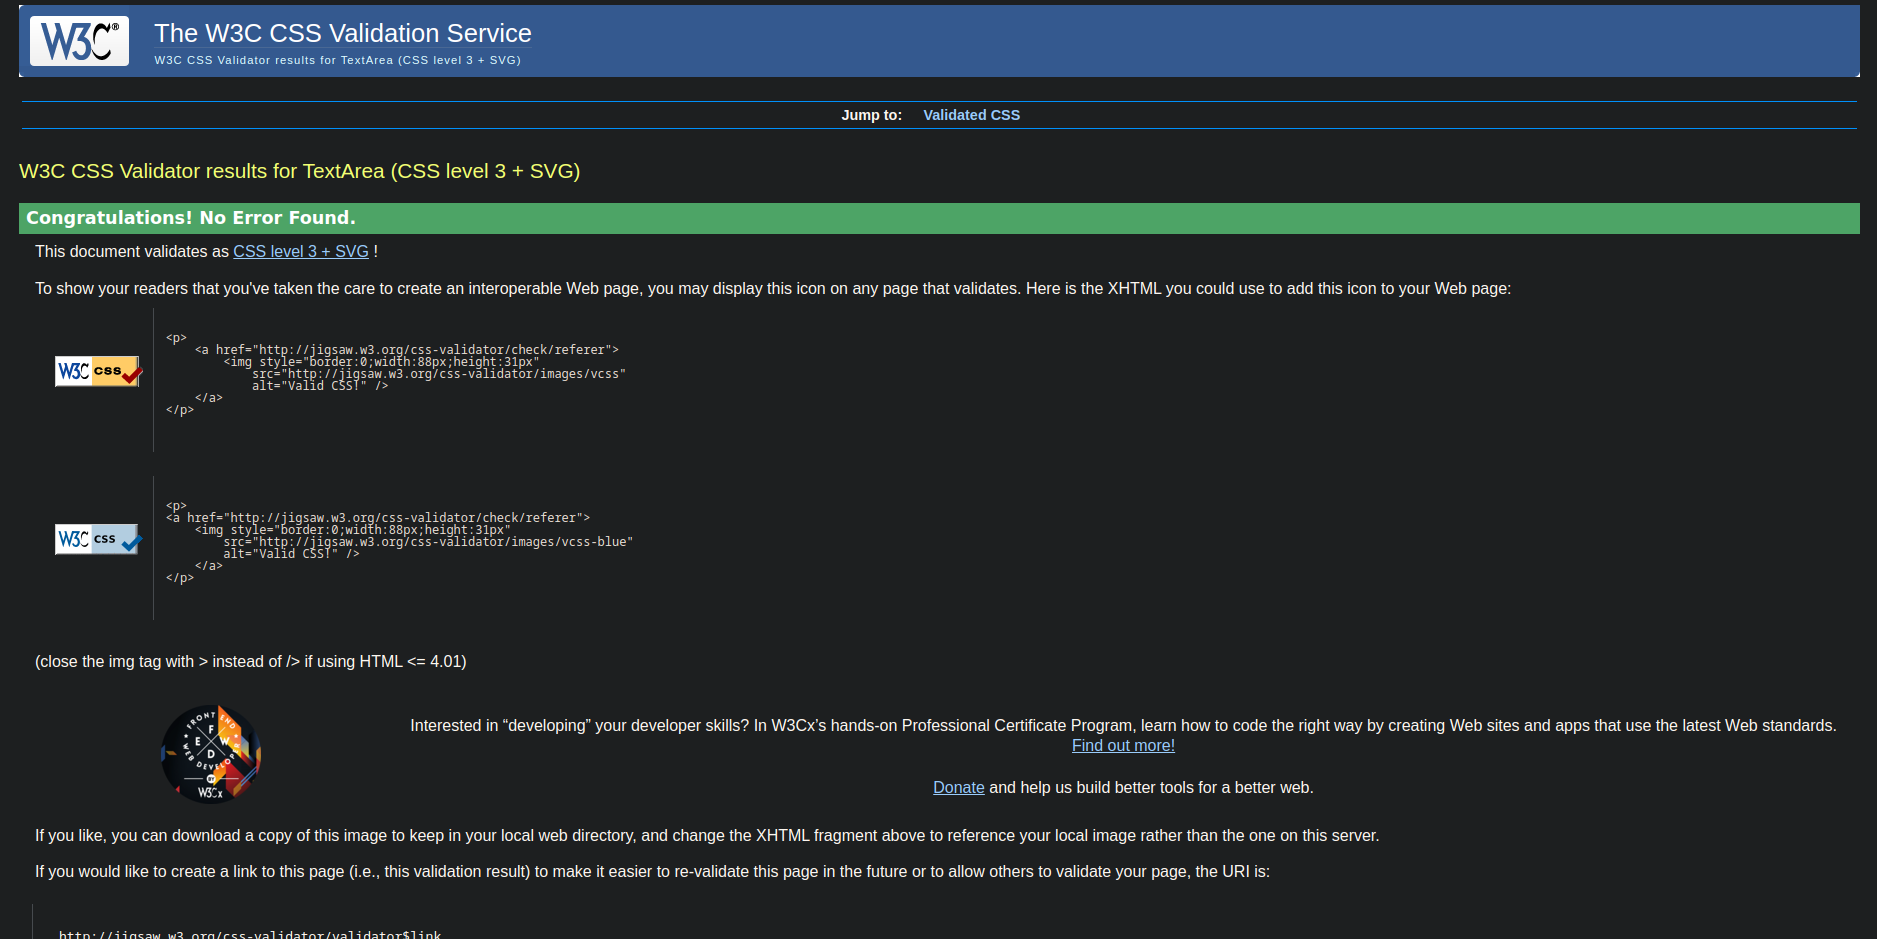 W3C®
The W3C CSS Validation Service
W3C CSS Validator results for TextArea (CSS level 3 + SVG)
Jump to: Validated CSS
W3C CSS Validator results for TextArea (CSS level 3 + SVG)
Congratulations! No Error Found.
This document validates as CSS level 3 + SVG !
To show your readers that you've taken the care to create an interoperable Web page, you may display this icon on any page that validates. Here is the XHTML you could use to add this icon to your Web page:
W3C css
<p>
    <a href="http://jigsaw.w3.org/css-validator/check/referer">
        <img style="border:0;width:88px;height:31px"
            src="http://jigsaw.w3.org/css-validator/images/vcss"
            alt="Valid CSS!" />
    </a>
</p>
W3C css
<p>
<a href="http://jigsaw.w3.org/css-validator/check/referer">
    <img style="border:0;width:88px;height:31px"
        src="http://jigsaw.w3.org/css-validator/images/vcss-blue"
        alt="Valid CSS!" />
    </a>
</p>
(close the img tag with > instead of /> if using HTML <= 4.01)
FRONT END
F
E W
D
WEB DEVELOPER
BY
W3Cx
Interested in “developing” your developer skills? In W3Cx’s hands-on Professional Certificate Program, learn how to code the right way by creating Web sites and apps that use the latest Web standards.
Find out more!
Donate and help us build better tools for a better web.
If you like, you can download a copy of this image to keep in your local web directory, and change the XHTML fragment above to reference your local image rather than the one on this server.
If you would like to create a link to this page (i.e., this validation result) to make it easier to re-validate this page in the future or to allow others to validate your page, the URI is:
http://jigsaw.w3.org/css-validator/validator$link